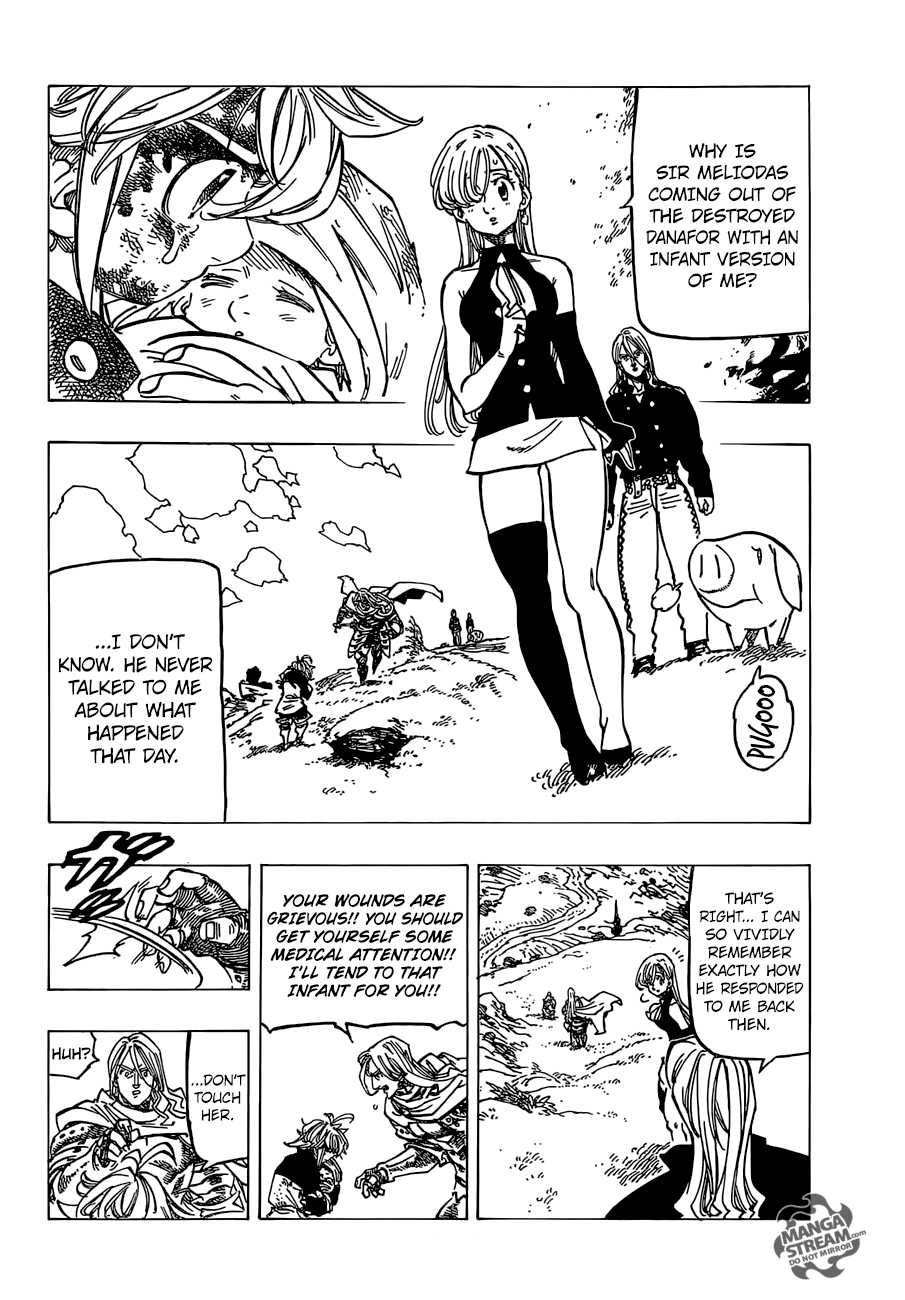 WHY IS
SIR MELIODAS
COMING OUT OF
THE DESTROYED
DANAFOR WITH AN
INFANT VERSION
OF ME?
...I DON'T
KNOW. HE NEVER
TALKED TO ME
ABOUT WHAT
HAPPENED
THAT DAY.
PUGOOO
THAT'S
RIGHT... I CAN
SO VIVIDLY
REMEMBER
EXACTLY HOW
HE RESPONDED
TO ME BACK
THEN.
YOUR WOUNDS ARE
GRIEVOUS!! YOU SHOULD
GET YOURSELF SOME
MEDICAL ATTENTION!!
I'LL TEND TO THAT
INFANT FOR YOU!!
ガシ
...DON'T
TOUCH
HER.
HUH?
MANGA
STREAM
.COM
DO NOT MIRROR